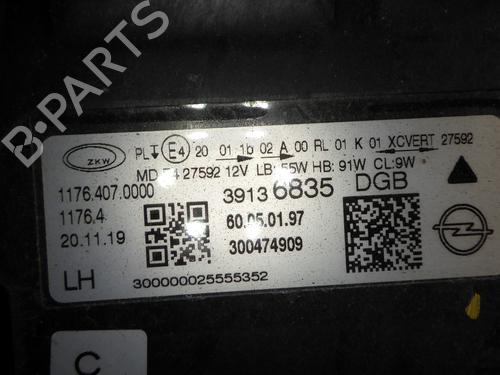 B-PARTS
ZKW PL E4 20 01 1b 02 A 00 RL 01 K 01 XCVERT 27592
MD E4 27592 12V LB: 55W HB: 91W CL:9W
1176.407.0000 3913 6835 DGB
1176.4 60.05.01.97
20.11.19 300474909
LH 300000025555352
C